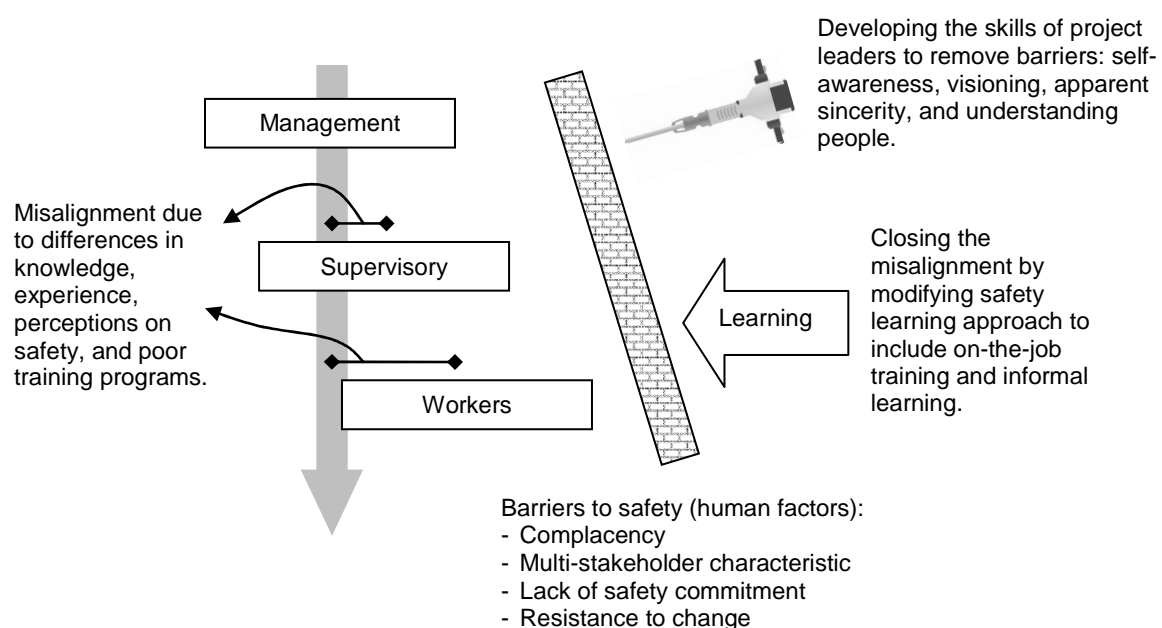 Developing the skills of project
leaders to remove barriers: self-
awareness, visioning, apparent
sincerity, and understanding
people.
Management
Misalignment due
to differences in
knowledge,
experience,
perceptions on
safety, and poor
training programs.
Supervisory
Closing the
misalignment by
modifying safety
learning approach to
include on-the-job
training and informal
learning.
Learning
Workers
Barriers to safety (human factors):
- Complacency
- Multi-stakeholder characteristic
- Lack of safety commitment
- Resistance to change